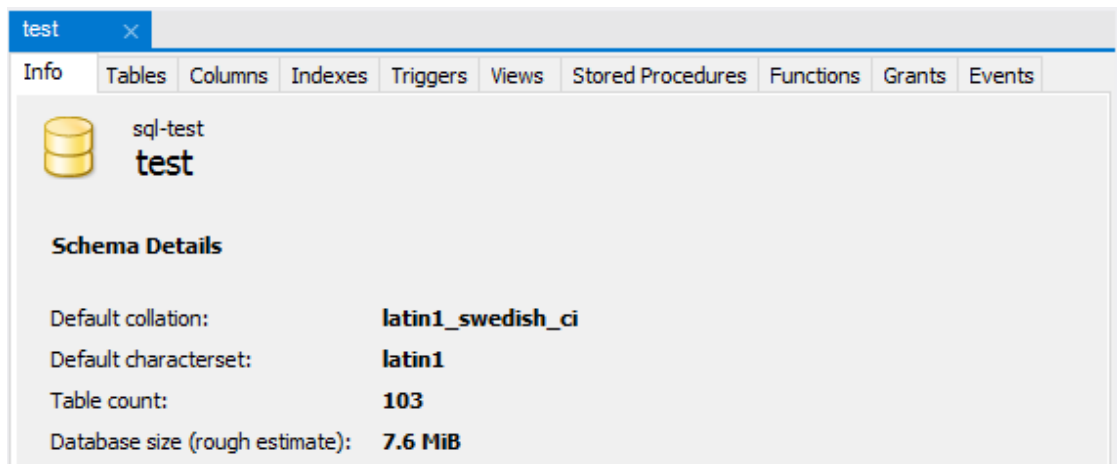 test
Info Tables Columns Indexes Triggers Views Stored Procedures Functions Grants Events
sql-test
test
Schema Details
Default collation: latin1_swedish_ci
Default characterset: latin1
Table count: 103
Database size (rough estimate): 7.6 MiB